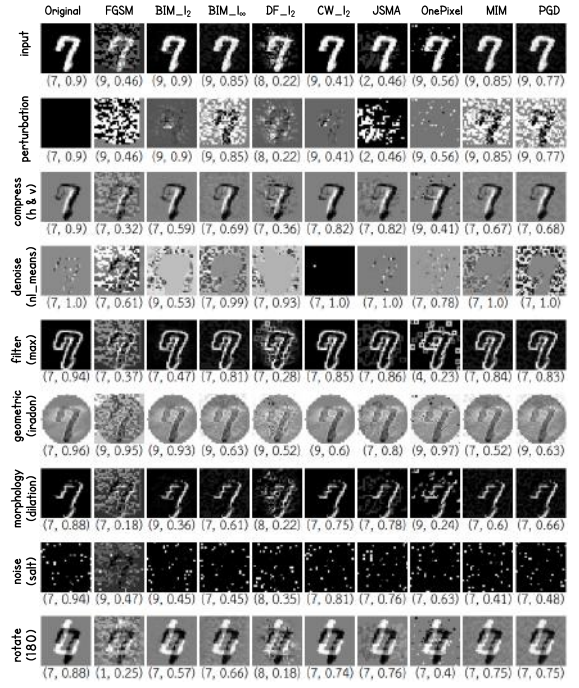 Original FGSM BIM_l₂ BIM_l∞ DF_l₂ CW_l₂ JSMA OnePixel MIM PGD
input
(7, 0.9) (9, 0.46) (9, 0.9) (9, 0.85) (8, 0.22) (9, 0.41) (2, 0.46) (9, 0.56) (9, 0.85) (9, 0.77)
perturbation
(7, 0.9) (9, 0.46) (9, 0.9) (9, 0.85) (8, 0.22) (9, 0.41) (2, 0.46) (9, 0.56) (9, 0.85) (9, 0.77)
compress
(h & v)
(7, 0.9) (7, 0.32) (7, 0.59) (7, 0.69) (7, 0.36) (7, 0.82) (7, 0.82) (9, 0.41) (7, 0.67) (7, 0.68)
denoise
(nl_means)
(7, 1.0) (7, 0.61) (9, 0.53) (7, 0.99) (7, 0.93) (7, 1.0) (7, 1.0) (7, 0.78) (7, 1.0) (7, 1.0)
filter
(max)
(7, 0.94) (7, 0.37) (7, 0.47) (7, 0.81) (7, 0.28) (7, 0.85) (7, 0.86) (4, 0.23) (7, 0.84) (7, 0.83)
geometric
(iradon)
(7, 0.96) (9, 0.95) (9, 0.93) (9, 0.63) (9, 0.52) (9, 0.6) (7, 0.8) (9, 0.97) (7, 0.52) (9, 0.63)
morphology
(dilation)
(7, 0.88) (7, 0.18) (9, 0.36) (7, 0.61) (8, 0.22) (7, 0.75) (7, 0.78) (9, 0.24) (7, 0.6) (7, 0.66)
noise
(salt)
(7, 0.94) (9, 0.47) (9, 0.45) (7, 0.45) (8, 0.35) (7, 0.81) (7, 0.76) (7, 0.63) (7, 0.41) (7, 0.48)
rotate
(180)
(7, 0.88) (1, 0.25) (7, 0.57) (7, 0.66) (8, 0.18) (7, 0.74) (7, 0.76) (7, 0.4) (7, 0.75) (7, 0.75)